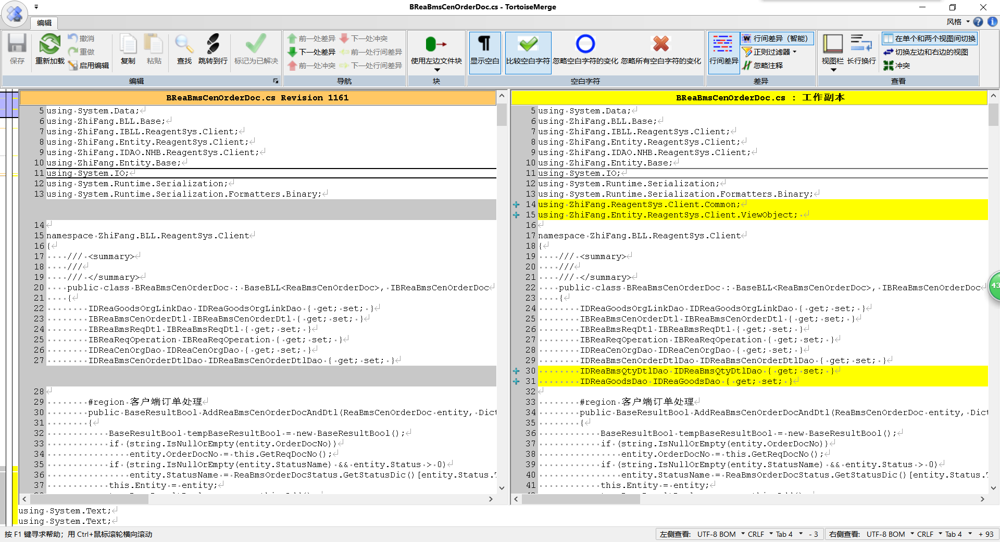 BReaBmsCenOrderDoc.cs - TortoiseMerge
编辑
风格
保存
重新加载
撤消
重做
启用编辑
复制
粘贴
查找
跳转到行
标记为已解决
编辑
前一处差异
下一处差异
前一处冲突
下一处冲突
前一处行间差异
下一处行间差异
导航
使用左边文件块
块
显示空白
比较空白字符
忽略空白字符的变化
忽略所有空白字符的变化
空白字符
行间差异
行间差异（智能）
正则过滤器
忽略注释
差异
视图栏
长行换行
在单个和两个视图间切换
切换左边和右边的视图
冲突
查看
BReaBmsCenOrderDoc.cs Revision 1161
5 using System.Data;
6 using ZhiFang.BLL.Base;
7 using ZhiFang.IBLL.ReagentSys.Client;
8 using ZhiFang.Entity.ReagentSys.Client;
9 using ZhiFang.IDAO.NHB.ReagentSys.Client;
10 using ZhiFang.Entity.Base;
11 using System.IO;
12 using System.Runtime.Serialization;
13 using System.Runtime.Serialization.Formatters.Binary;
14
15 namespace ZhiFang.BLL.ReagentSys.Client
16 {
17 /// <summary>
18 ///
19 /// </summary>
20 public class BReaBmsCenOrderDoc : BaseBLL<ReaBmsCenOrderDoc>, IBReaBmsCenOrderDoc
21 {
22 IDReaGoodsOrgLinkDao IDReaGoodsOrgLinkDao { get; set; }
23 IBReaBmsCenOrderDtl IBReaBmsCenOrderDtl { get; set; }
24 IBReaBmsReqDtl IBReaBmsReqDtl { get; set; }
25 IBReaReqOperation IBReaReqOperation { get; set; }
26 IDReaCenOrgDao IDReaCenOrgDao { get; set; }
27 IDReaBmsCenOrderDtlDao IDReaBmsCenOrderDtlDao { get; set; }
28
29 #region 客户端订单处理
30 public BaseResultBool AddReaBmsCenOrderDocAndDtl(ReaBmsCenOrderDoc entity, Dict
31 {
32 BaseResultBool tempBaseResultBool = new BaseResultBool();
33 if (string.IsNullOrEmpty(entity.OrderDocNo))
34 entity.OrderDocNo = this.GetReqDocNo();
35 if (string.IsNullOrEmpty(entity.StatusName) && entity.Status > 0)
36 entity.StatusName = ReaBmsOrderDocStatus.GetStatusDic()[entity.Status.
37 this.Entity = entity;
BReaBmsCenOrderDoc.cs : 工作副本
5 using System.Data;
6 using ZhiFang.BLL.Base;
7 using ZhiFang.IBLL.ReagentSys.Client;
8 using ZhiFang.Entity.ReagentSys.Client;
9 using ZhiFang.IDAO.NHB.ReagentSys.Client;
10 using ZhiFang.Entity.Base;
11 using System.IO;
12 using System.Runtime.Serialization;
13 using System.Runtime.Serialization.Formatters.Binary;
14 using ZhiFang.ReagentSys.Client.Common;
15 using ZhiFang.Entity.ReagentSys.Client.ViewObject;
16
17 namespace ZhiFang.BLL.ReagentSys.Client
18 {
19 /// <summary>
20 ///
21 /// </summary>
22 public class BReaBmsCenOrderDoc : BaseBLL<ReaBmsCenOrderDoc>, IBReaBmsCenOrderDoc
23 {
24 IDReaGoodsOrgLinkDao IDReaGoodsOrgLinkDao { get; set; }
25 IBReaBmsCenOrderDtl IBReaBmsCenOrderDtl { get; set; }
26 IBReaBmsReqDtl IBReaBmsReqDtl { get; set; }
27 IBReaReqOperation IBReaReqOperation { get; set; }
28 IDReaCenOrgDao IDReaCenOrgDao { get; set; }
29 IDReaBmsCenOrderDtlDao IDReaBmsCenOrderDtlDao { get; set; }
30 IDReaBmsQtyDtlDao IDReaBmsQtyDtlDao { get; set; }
31 IDReaGoodsDao IDReaGoodsDao { get; set; }
32
33 #region 客户端订单处理
34 public BaseResultBool AddReaBmsCenOrderDocAndDtl(ReaBmsCenOrderDoc entity, Dict
35 {
36 BaseResultBool tempBaseResultBool = new BaseResultBool();
37 if (string.IsNullOrEmpty(entity.OrderDocNo))
38 entity.OrderDocNo = this.GetReqDocNo();
39 if (string.IsNullOrEmpty(entity.StatusName) && entity.Status > 0)
40 entity.StatusName = ReaBmsOrderDocStatus.GetStatusDic()[entity.Status.
41 this.Entity = entity;
43
using System.Text;
using System.Text;
按 F1 键寻求帮助；用 Ctrl+鼠标滚轮横向滚动
左侧查看: UTF-8 BOM CRLF Tab 4 - 3
右侧查看: UTF-8 BOM CRLF Tab 4 + 93